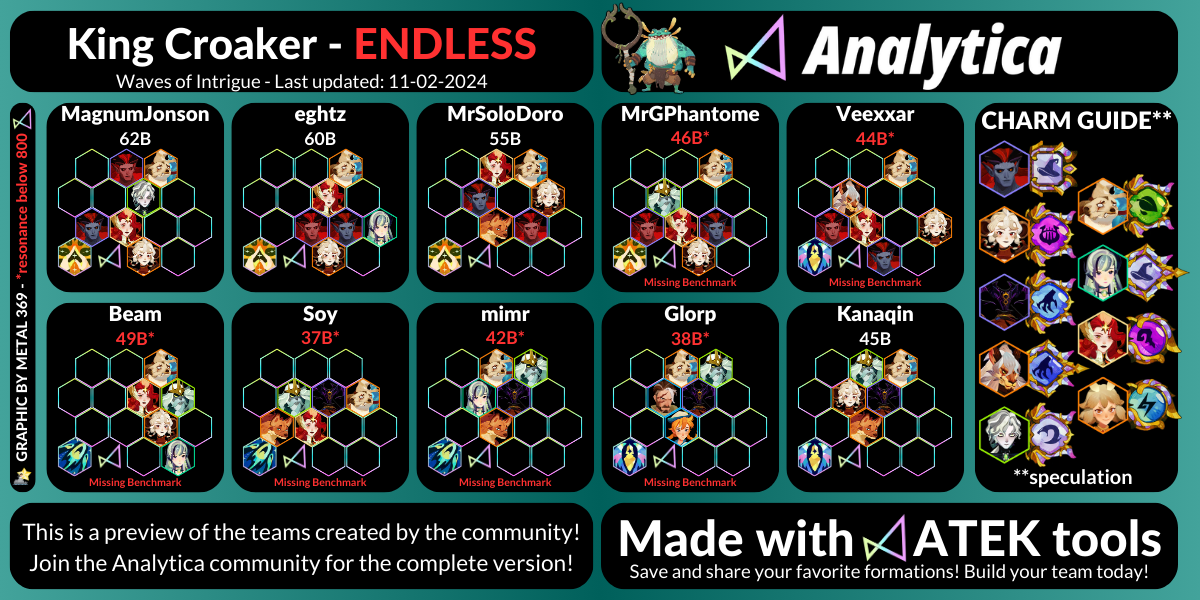 King Croaker - ENDLESS
Waves of Intrigue - Last updated: 11-02-2024
Analytica
GRAPHIC BY METAL 369 - *resonance below 800
MagnumJonson
62B
eghtz
60B
MrSoloDoro
55B
MrGPhantome
46B*
Missing Benchmark
Veexxar
44B*
Missing Benchmark
CHARM GUIDE**
**speculation
Beam
49B*
Missing Benchmark
Soy
37B*
Missing Benchmark
mimr
42B*
Missing Benchmark
Glorp
38B*
Missing Benchmark
Kanaqin
45B
This is a preview of the teams created by the community!
Join the Analytica community for the complete version!
Made with ATEK tools
Save and share your favorite formations! Build your team today!